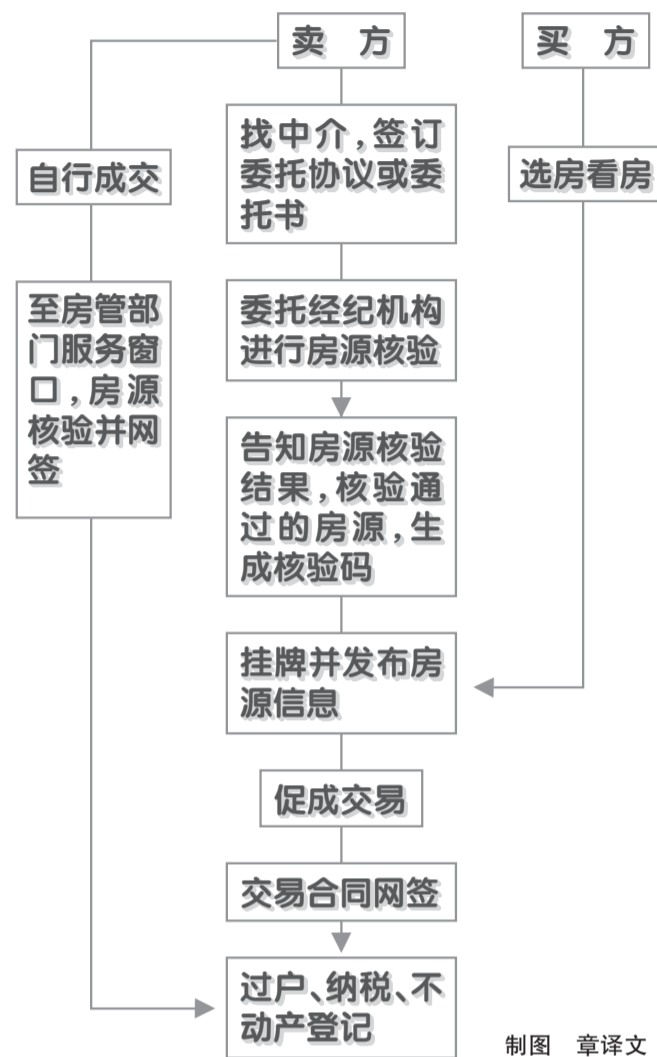 卖 方
买 方
自行成交
找中介,签订
委托协议或委
托书
选房看房
至房管部
门服务窗
口,房源
核验并网
签
委托经纪机构
进行房源核验
告知房源核验
结果,核验通
过的房源,生
成核验码
挂牌并发布房
源信息
促成交易
交易合同网签
过户、纳税、不
动产登记
制图 章译文